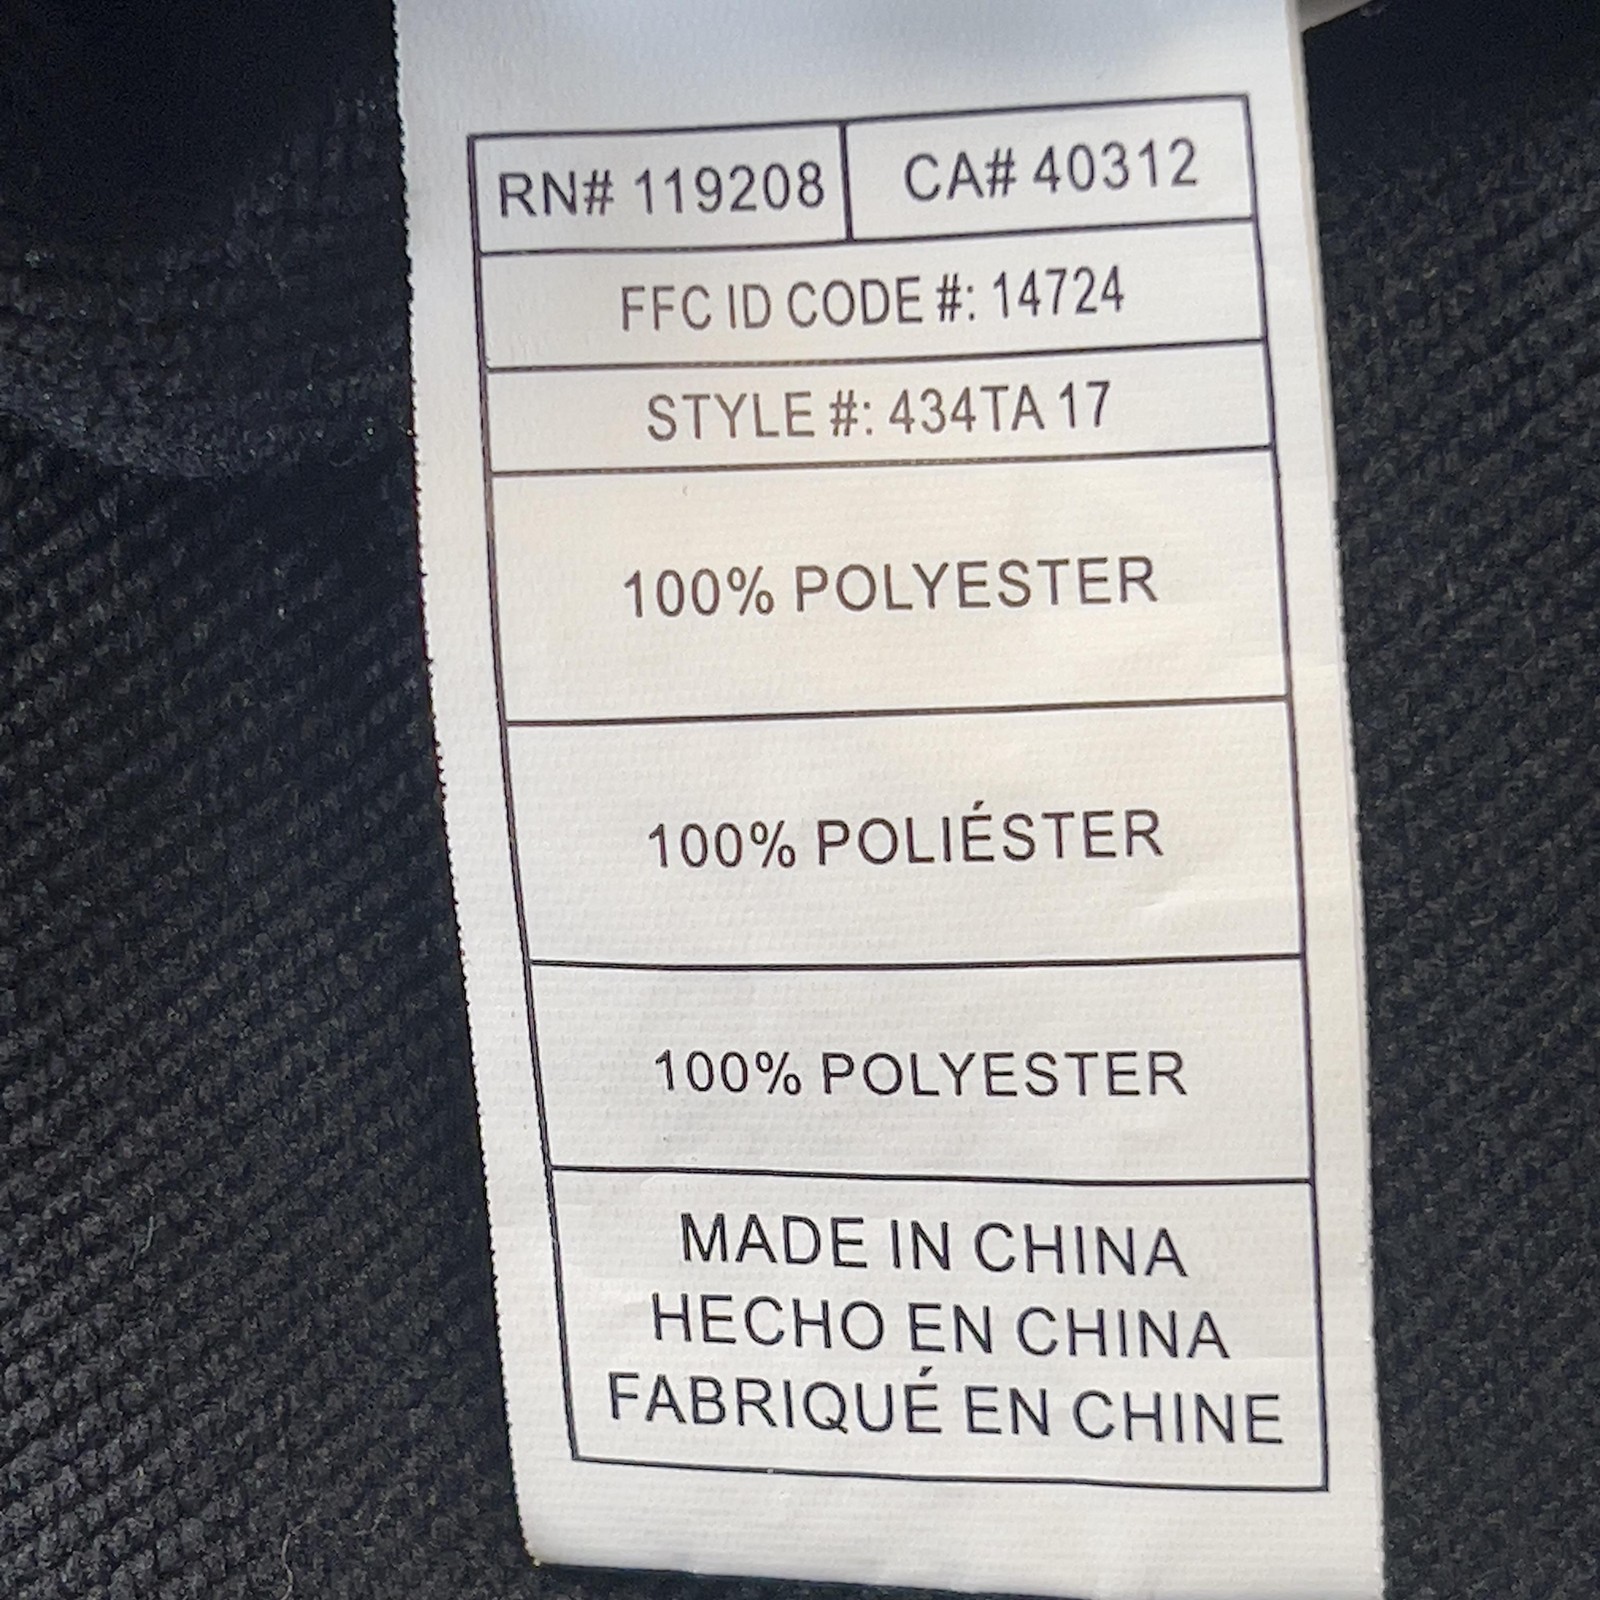 RN# 119208 CA# 40312
FFC ID CODE #: 14724
STYLE #: 434TA 17
100% POLYESTER
100% POLIÉSTER
100% POLYESTER
MADE IN CHINA
HECHO EN CHINA
FABRIQUÉ EN CHINE